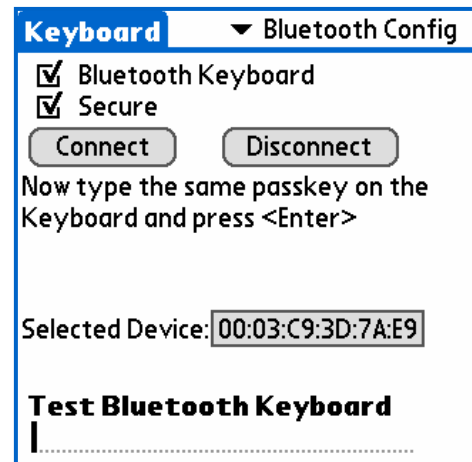 Keyboard Bluetooth Config
Bluetooth Keyboard
Secure
Connect Disconnect
Now type the same passkey on the
Keyboard and press <Enter>
Selected Device: 00:03:C9:3D:7A:E9
Test Bluetooth Keyboard